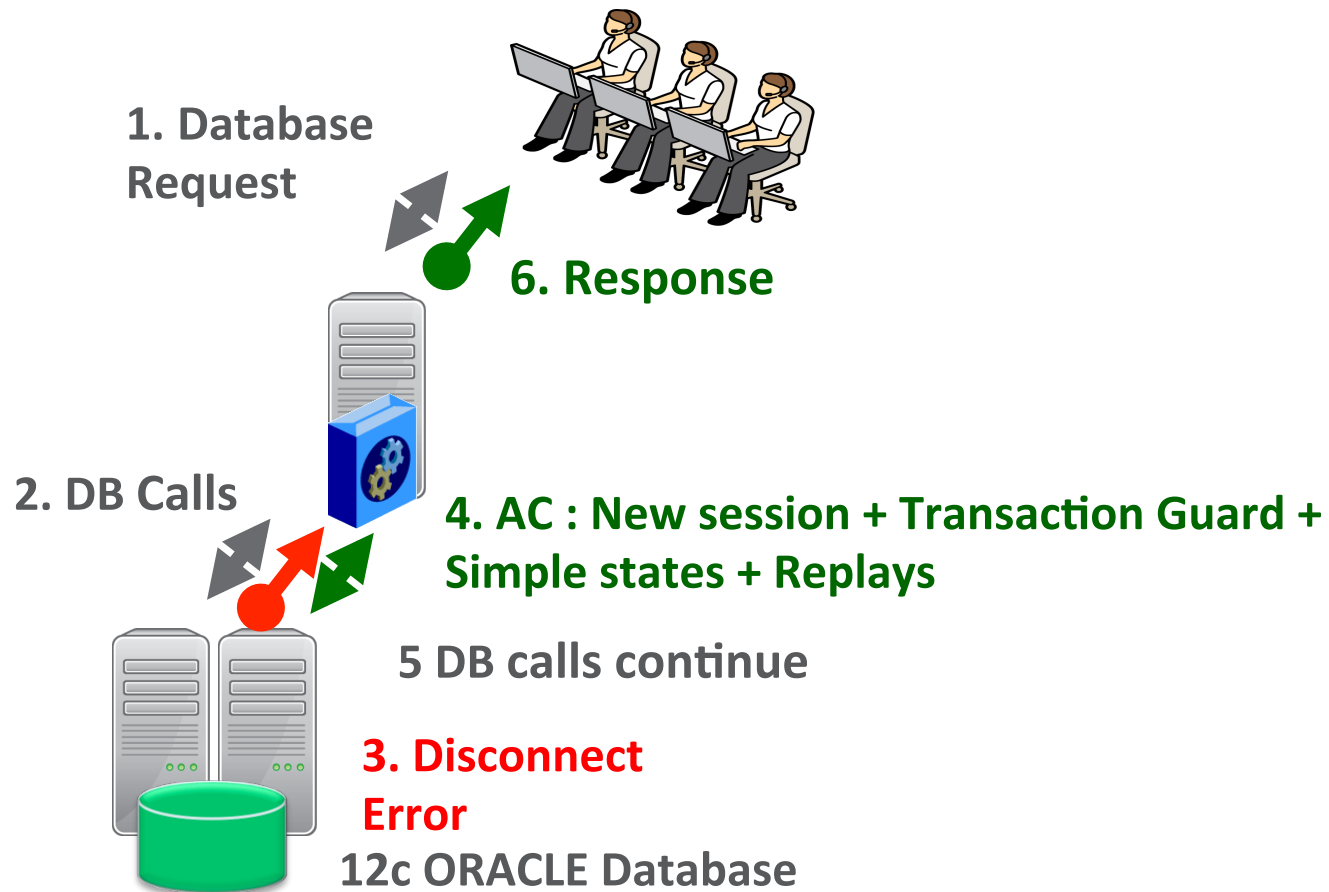 1. Database
Request
6. Response
2. DB Calls
4. AC : New session + Transaction Guard +
Simple states + Replays
5 DB calls continue
3. Disconnect
Error
12c ORACLE Database